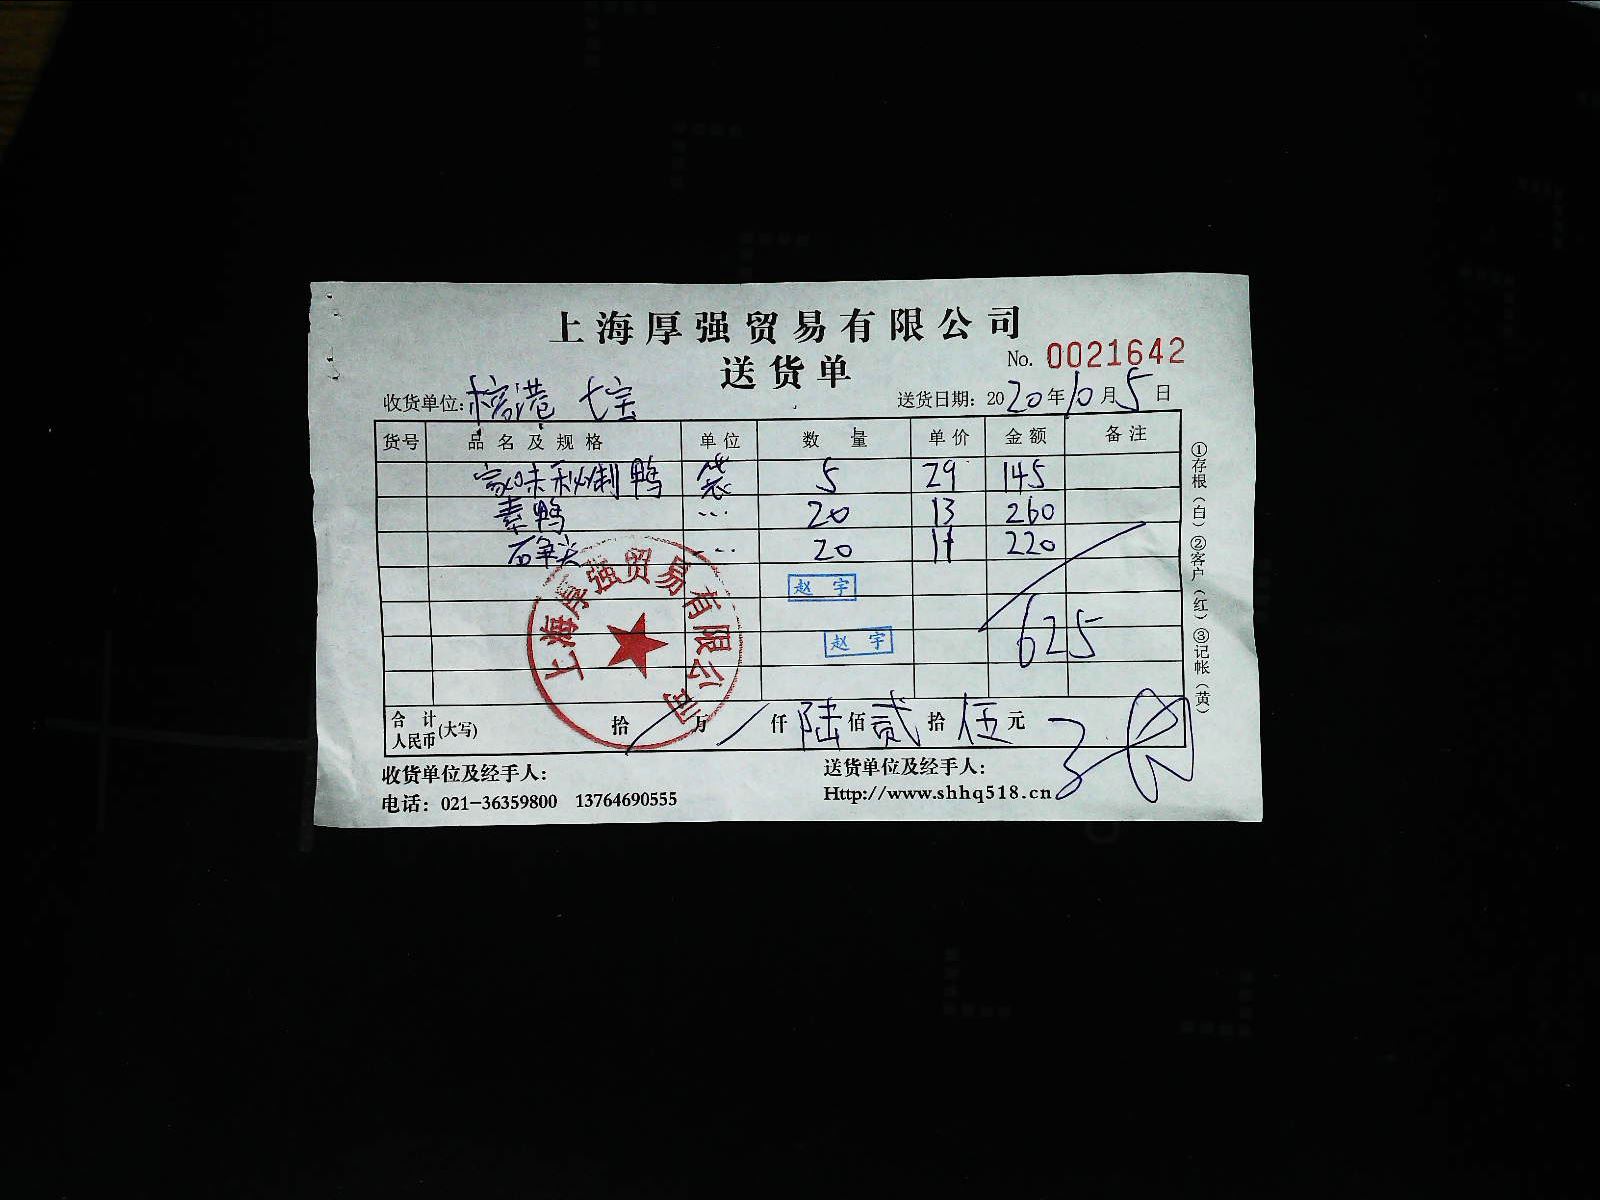 上海厚强贸易有限公司
送货单
No. 0021642
收货单位: 榕港 七宝
送货日期: 2020年10月5日
货号 品名及规格 单位 数量 单价 金额 备注
家味秘制鸭 袋 5 29 145
素鸭 … 20 13 260
… 20 11 220
赵宇
赵宇
625
上海厚强贸易有限公司
合计人民币(大写) 拾 万 仟 陆 佰 贰 拾 伍 元
收货单位及经手人:
送货单位及经手人:
电话: 021-36359800 13764690555
Http://www.shhq518.cn
①存根(白)②客户(红)③记帐(黄)